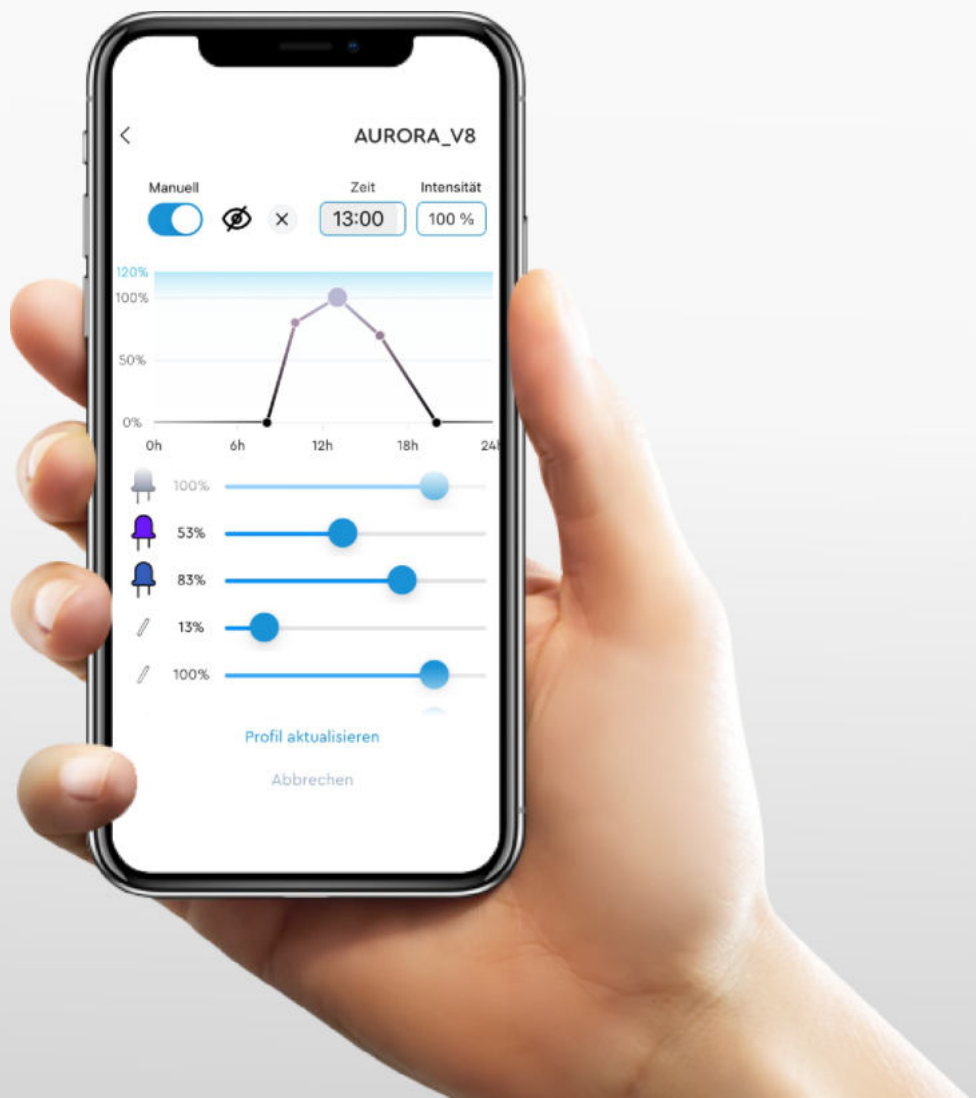 AURORA_V8
Manuell Zeit Intensität
13:00 100 %
120%
100%
50%
0%
0h 6h 12h 18h 24
100%
53%
83%
13%
100%
Profil aktualisieren
Abbrechen